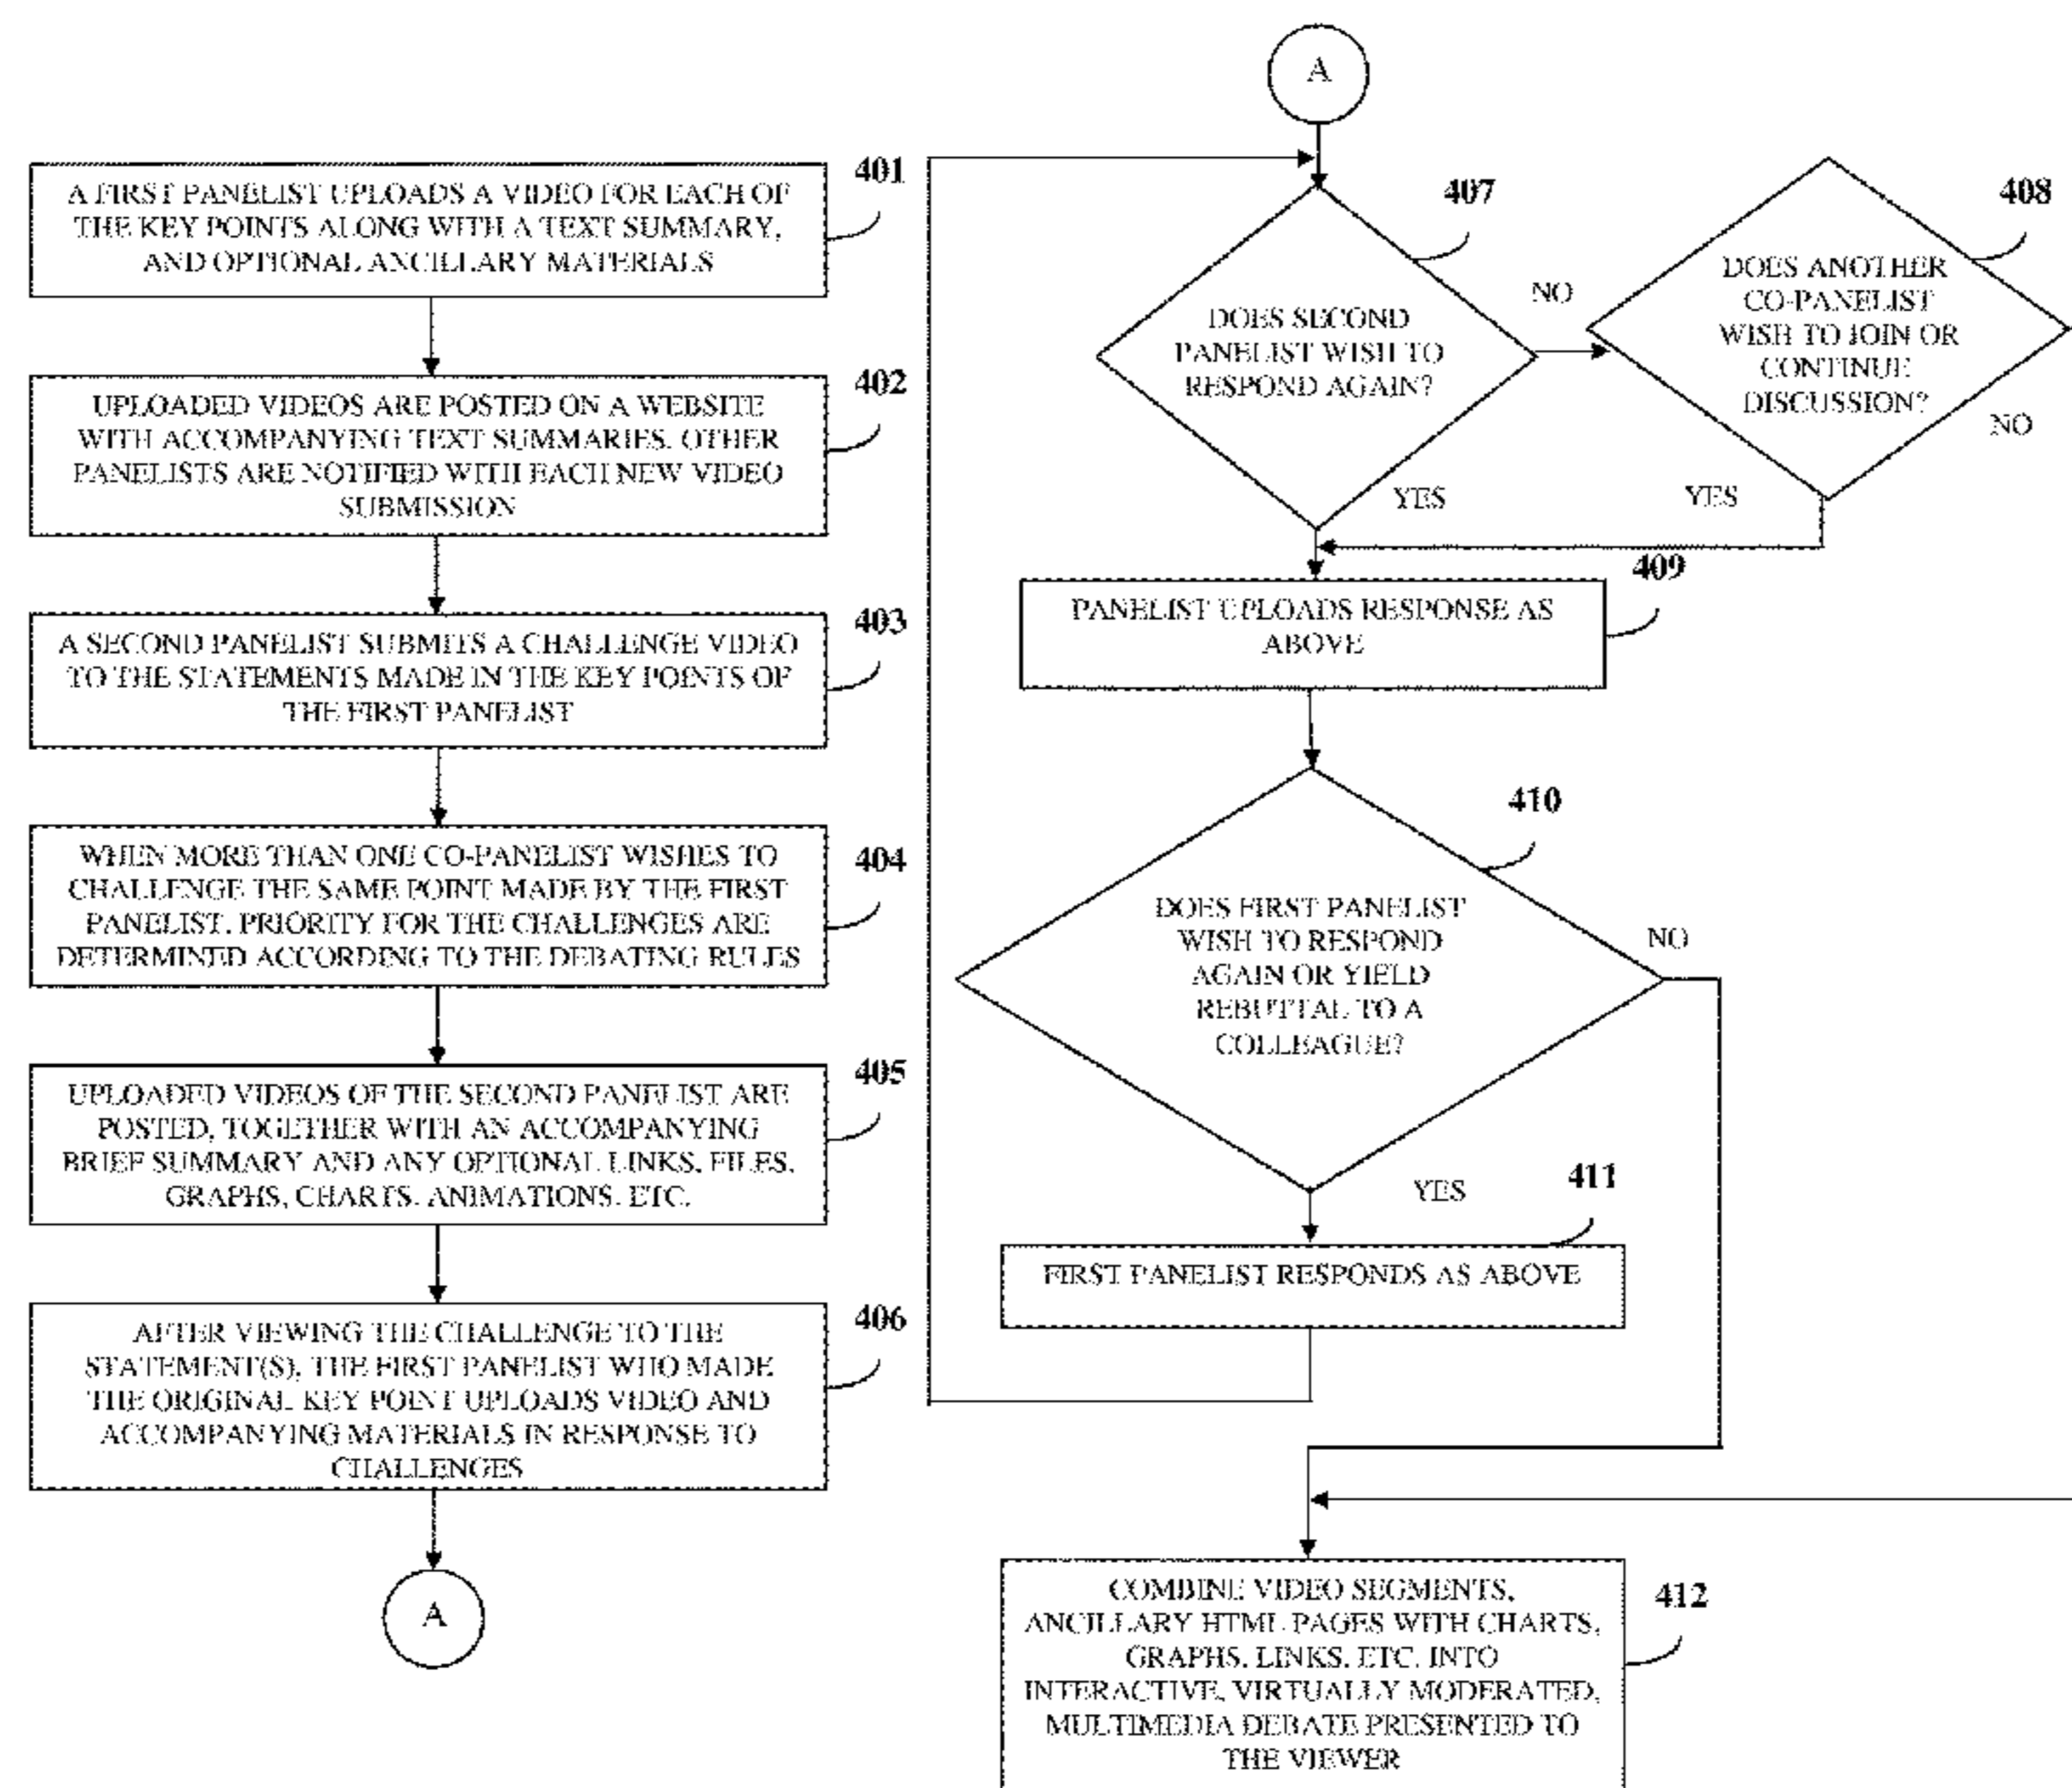 401
A FIRST PANELIST UPLOADS A VIDEO FOR EACH OF
THE KEY POINTS ALONG WITH A TEXT SUMMARY,
AND OPTIONAL ANCILLARY MATERIALS
402
UPLOADED VIDEOS ARE POSTED ON A WEBSITE
WITH ACCOMPANYING TEXT SUMMARIES. OTHER
PANELISTS ARE NOTIFIED WITH EACH NEW VIDEO
SUBMISSION
403
A SECOND PANELIST SUBMITS A CHALLENGE VIDEO
TO THE STATEMENTS MADE IN THE KEY POINTS OF
THE FIRST PANELIST
404
WHEN MORE THAN ONE CO-PANELIST WISHES TO
CHALLENGE THE SAME POINT MADE BY THE FIRST
PANELIST, PRIORITY FOR THE CHALLENGES ARE
DETERMINED ACCORDING TO THE DEBATING RULES
405
UPLOADED VIDEOS OF THE SECOND PANELIST ARE
POSTED, TOGETHER WITH AN ACCOMPANYING
BRIEF SUMMARY AND ANY OPTIONAL LINKS, FILES,
GRAPHS, CHARTS, ANIMATIONS, ETC.
406
AFTER VIEWING THE CHALLENGE TO THE
STATEMENT(S), THE FIRST PANELIST WHO MADE
THE ORIGINAL KEY POINT UPLOADS VIDEO AND
ACCOMPANYING MATERIALS IN RESPONSE TO
CHALLENGES
A
A
407
DOES SECOND
PANELIST WISH TO
RESPOND AGAIN?
NO
YES
408
DOES ANOTHER
CO-PANELIST
WISH TO JOIN OR
CONTINUE
DISCUSSION?
NO
YES
409
PANELIST UPLOADS RESPONSE AS
ABOVE
410
DOES FIRST PANELIST
WISH TO RESPOND
AGAIN OR YIELD
REBUTTAL TO A
COLLEAGUE?
NO
YES
411
FIRST PANELIST RESPONDS AS ABOVE
412
COMBINE VIDEO SEGMENTS,
ANCILLARY HTML PAGES WITH CHARTS,
GRAPHS, LINKS, ETC. INTO
INTERACTIVE, VIRTUALLY MODERATED,
MULTIMEDIA DEBATE PRESENTED TO
THE VIEWER